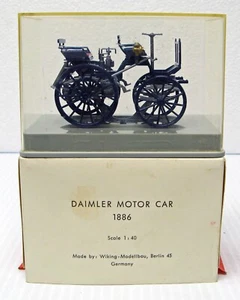 DAIMLER MOTOR CAR
1886
Scale 1:40
Made by: Wiking-Modellbau, Berlin 45
Germany